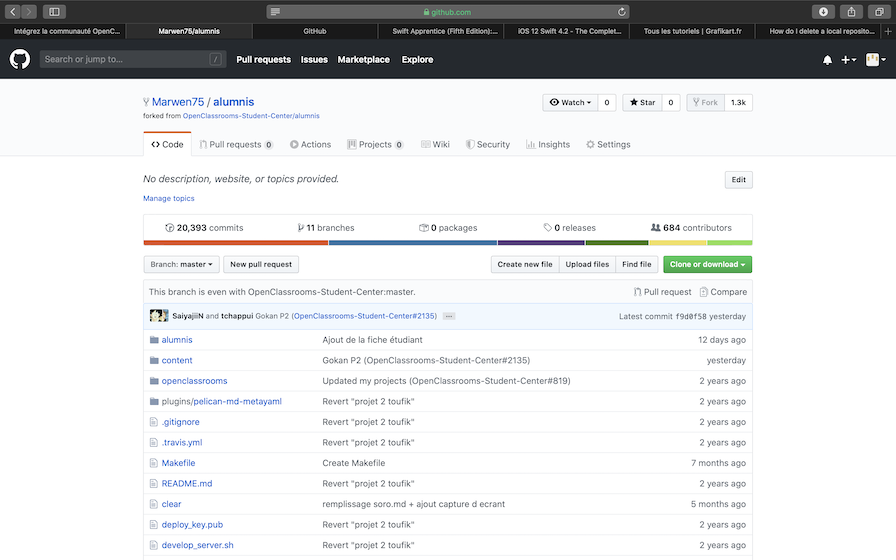 github.com
Intégrez la communauté OpenC... Marwen75/alumnis GitHub Swift Apprentice (Fifth Edition):... iOS 12 Swift 4.2 - The Complet... Tous les tutoriels | Grafikart.fr How do I delete a local reposito...
Search or jump to... / Pull requests Issues Marketplace Explore
Marwen75 / alumnis Watch 0 Star 0 Fork 1.3k
forked from OpenClassrooms-Student-Center/alumnis
Code Pull requests 0 Actions Projects 0 Wiki Security Insights Settings
No description, website, or topics provided. Edit
Manage topics
20,393 commits 11 branches 0 packages 0 releases 684 contributors
Branch: master New pull request Create new file Upload files Find file Clone or download
This branch is even with OpenClassrooms-Student-Center:master. Pull request Compare
SaiyajiiN and tchappui Gokan P2 (OpenClassrooms-Student-Center#2135) ... Latest commit f9d0f58 yesterday
alumnis Ajout de la fiche étudiant 12 days ago
content Gokan P2 (OpenClassrooms-Student-Center#2135) yesterday
openclassrooms Updated my projects (OpenClassrooms-Student-Center#819) 2 years ago
plugins/pelican-md-metayaml Revert "projet 2 toufik" 2 years ago
.gitignore Revert "projet 2 toufik" 2 years ago
.travis.yml Revert "projet 2 toufik" 2 years ago
Makefile Create Makefile 7 months ago
README.md Revert "projet 2 toufik" 2 years ago
clear remplissage soro.md + ajout capture d ecrant 5 months ago
deploy_key.pub Revert "projet 2 toufik" 2 years ago
develop_server.sh Revert "projet 2 toufik" 2 years ago